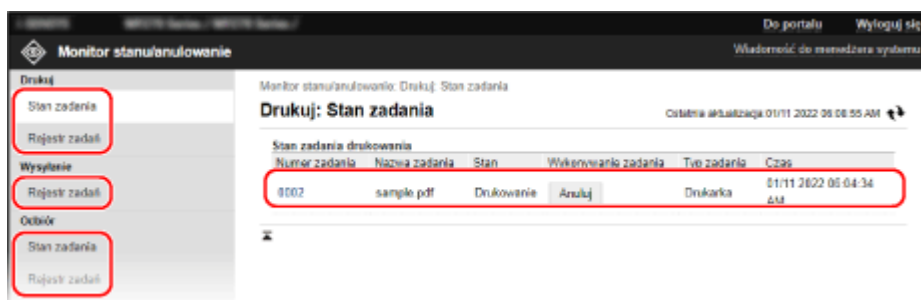 Do portalu Wyloguj się
Monitor stanu/anulowanie Wiadomość do menedżera systemu
Drukuj
Stan zadania
Rejestr zadań
Wysyłanie
Rejestr zadań
Odbiór
Stan zadania
Rejestr zadań
Monitor stanu/anulowanie: Drukuj: Stan zadania
Drukuj: Stan zadania
Ostatnia aktualizacja 01/11 2022 06:08:55 AM
Stan zadania drukowania
Numer zadania Nazwa zadania Stan Wykonywanie zadania Typ zadania Czas
0002 sample.pdf Drukowanie Anuluj Drukarka 01/11 2022 06:04:34 AM